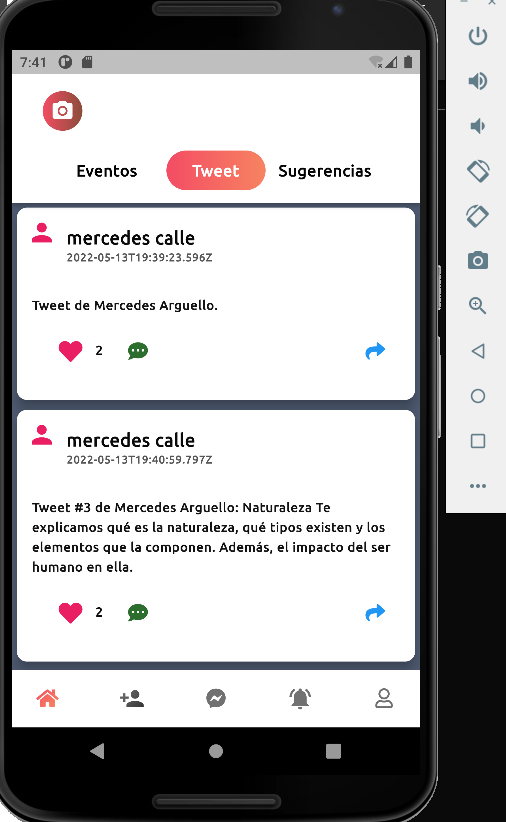 7:41
Eventos
Tweet
Sugerencias
mercedes calle
2022-05-13T19:39:23.596Z
Tweet de Mercedes Arguello.
2
mercedes calle
2022-05-13T19:40:59.797Z
Tweet #3 de Mercedes Arguello: Naturaleza Te
explicamos qué es la naturaleza, qué tipos existen y los
elementos que la componen. Además, el impacto del ser
humano en ella.
2